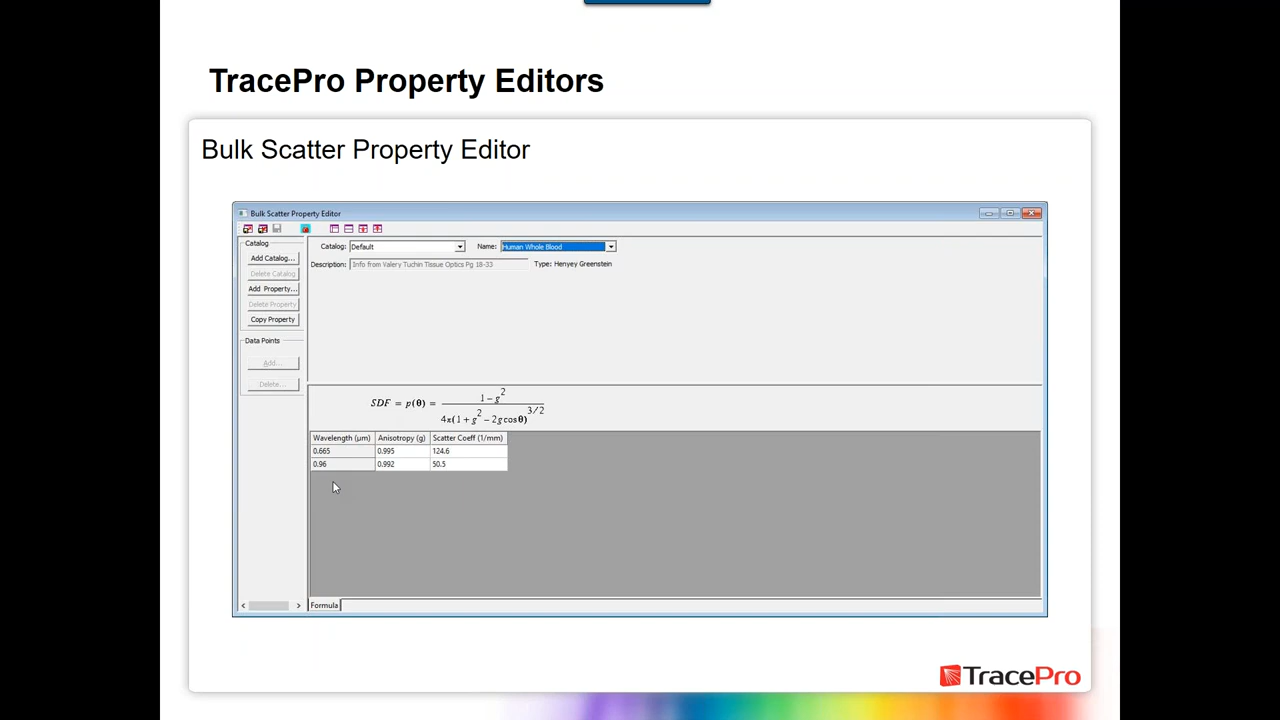 TracePro Property Editors
Bulk Scatter Property Editor
Bulk Scatter Property Editor
Catalog
Catalog: Default Name: Human Whole Blood
Add Catalog...
Description: Info from Valery Tuchin Tissue Optics Pg 18-33 Type: Henyey Greenstein
Delete Catalog
Add Property...
Delete Property
Copy Property
Data Points
Add...
Delete...
SDF = p(θ) = 1 - g^2 / 4π(1 + g^2 - 2g cos θ)^3/2
Wavelength (µm) Anisotropy (g) Scatter Coeff (1/mm)
0.665 0.995 124.6
0.96 0.992 50.5
Formula
TracePro